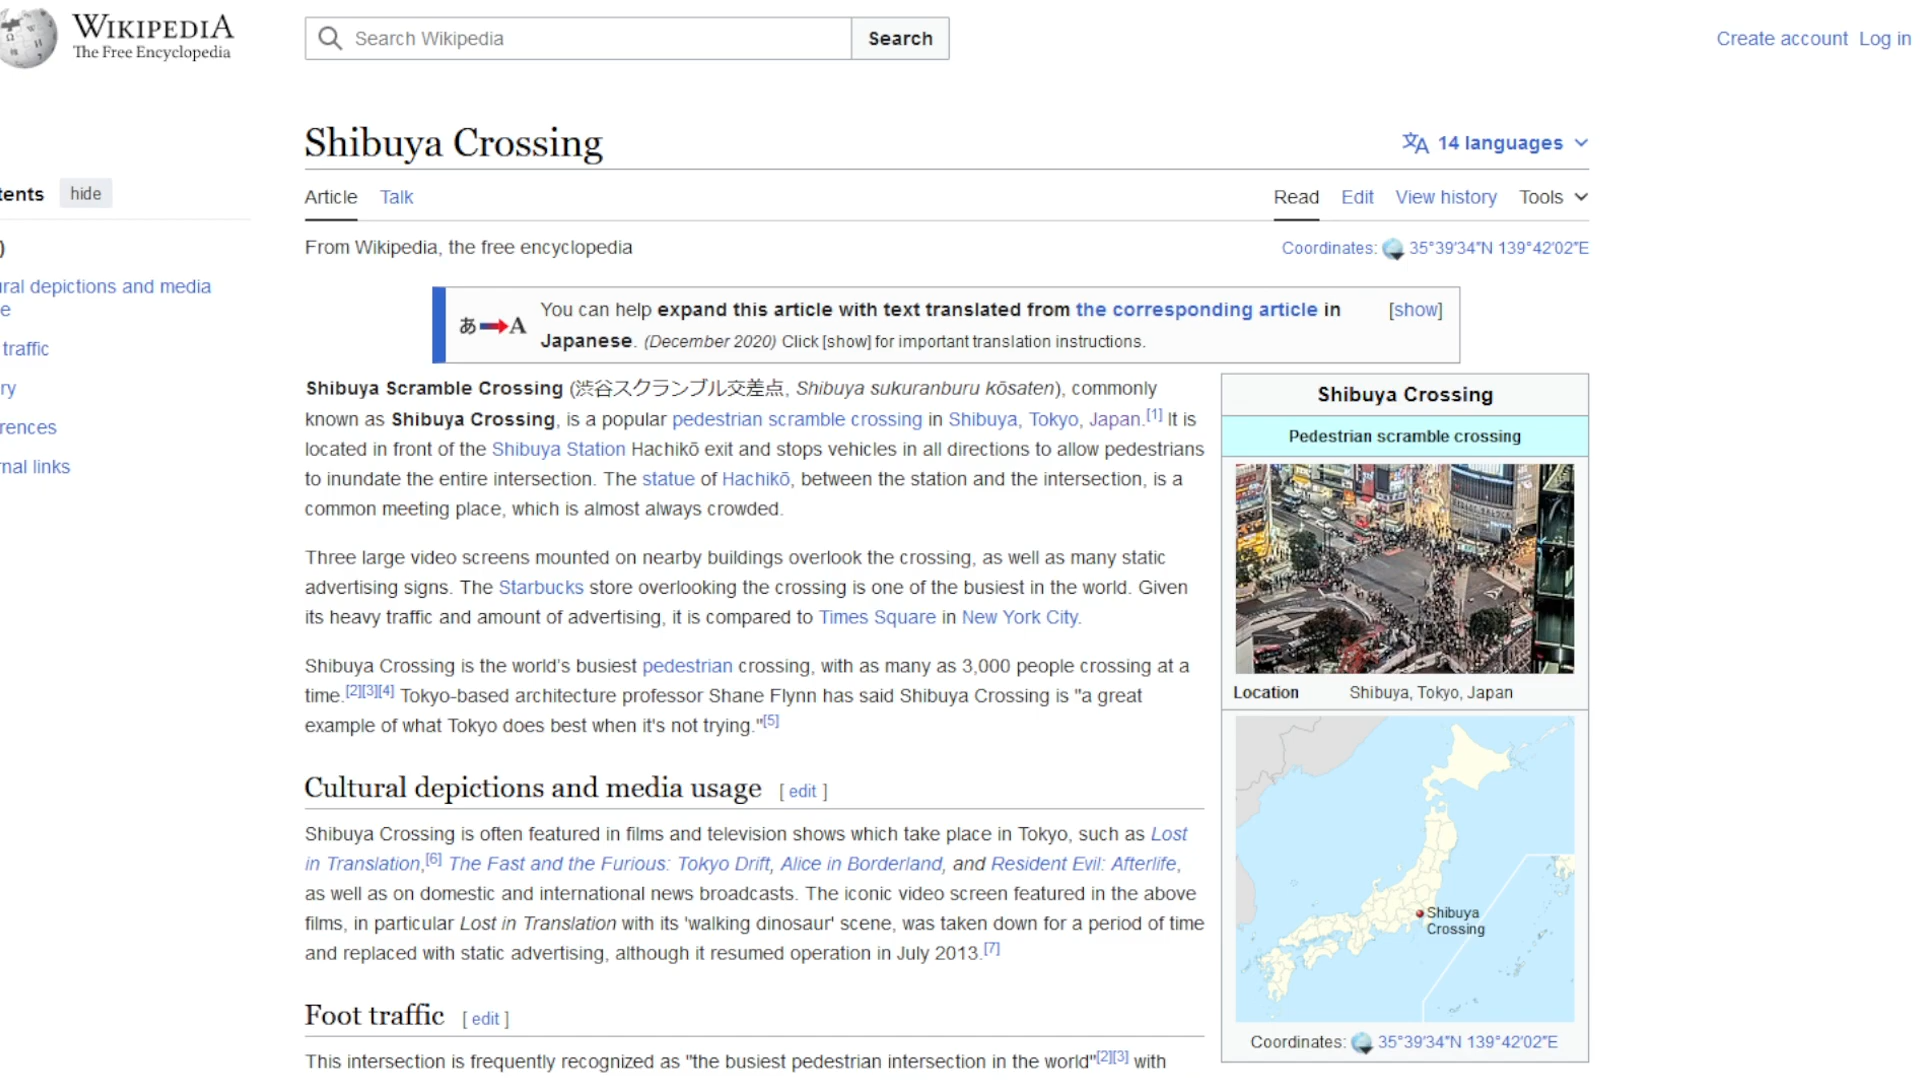 WIKIPEDIA
The Free Encyclopedia
Search Wikipedia
Search
Create account Log in
tents hide
)
ural depictions and media
e
traffic
ry
rences
nal links
Shibuya Crossing
14 languages
Article Talk
Read Edit View history Tools
From Wikipedia, the free encyclopedia
Coordinates: 35°39′34″N 139°42′02″E
あ A
You can help expand this article with text translated from the corresponding article in
Japanese. (December 2020) Click [show] for important translation instructions.
[show]
Shibuya Scramble Crossing (渋谷スクランブル交差点, Shibuya sukuranburu kōsaten), commonly
known as Shibuya Crossing, is a popular pedestrian scramble crossing in Shibuya, Tokyo, Japan.[1] It is
located in front of the Shibuya Station Hachikō exit and stops vehicles in all directions to allow pedestrians
to inundate the entire intersection. The statue of Hachikō, between the station and the intersection, is a
common meeting place, which is almost always crowded.
Three large video screens mounted on nearby buildings overlook the crossing, as well as many static
advertising signs. The Starbucks store overlooking the crossing is one of the busiest in the world. Given
its heavy traffic and amount of advertising, it is compared to Times Square in New York City.
Shibuya Crossing is the world's busiest pedestrian crossing, with as many as 3,000 people crossing at a
time.[2][3][4] Tokyo-based architecture professor Shane Flynn has said Shibuya Crossing is "a great
example of what Tokyo does best when it's not trying."[5]
Cultural depictions and media usage [ edit ]
Shibuya Crossing is often featured in films and television shows which take place in Tokyo, such as Lost
in Translation,[6] The Fast and the Furious: Tokyo Drift, Alice in Borderland, and Resident Evil: Afterlife,
as well as on domestic and international news broadcasts. The iconic video screen featured in the above
films, in particular Lost in Translation with its 'walking dinosaur' scene, was taken down for a period of time
and replaced with static advertising, although it resumed operation in July 2013.[7]
Foot traffic [ edit ]
This intersection is frequently recognized as "the busiest pedestrian intersection in the world"[2][3] with
Shibuya Crossing
Pedestrian scramble crossing
Location Shibuya, Tokyo, Japan
Shibuya
Crossing
Coordinates: 35°39′34″N 139°42′02″E